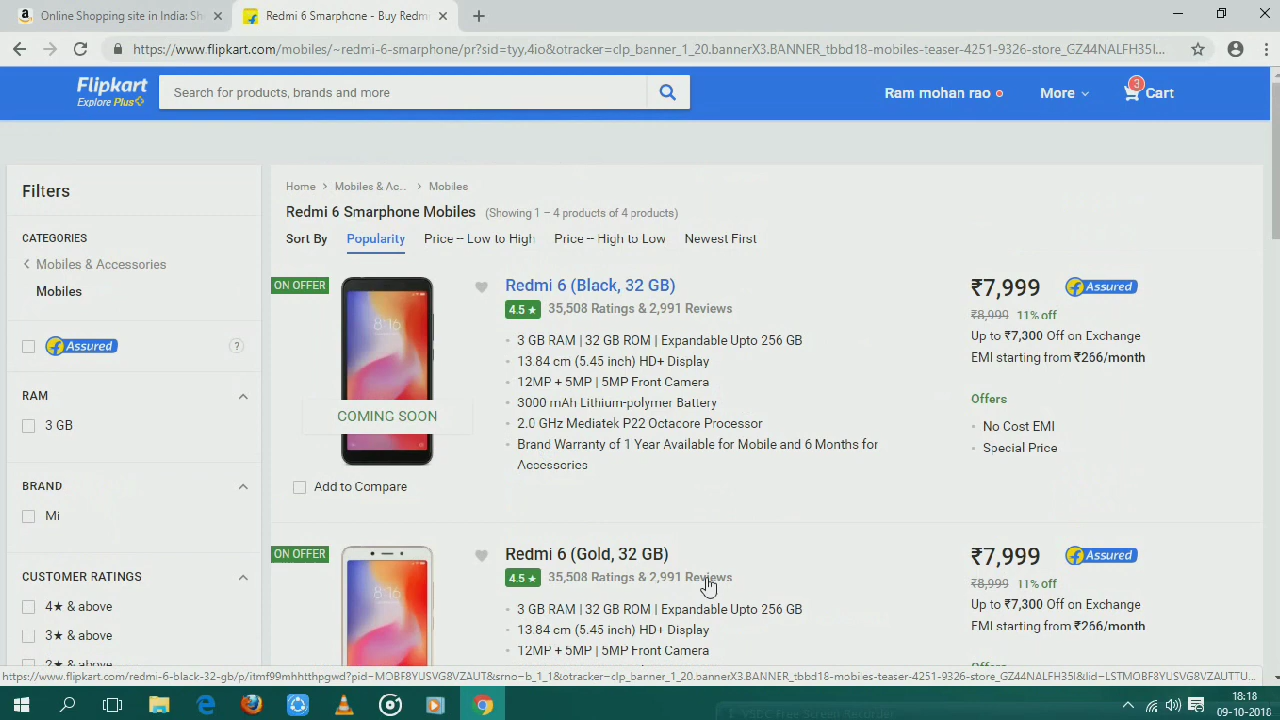 Online Shopping site in India: Sh
Redmi 6 Smarphone - Buy Redm
https://www.flipkart.com/mobiles/~redmi-6-smarphone/pr?sid=tyy,4io&otracker=clp_banner_1_20.bannerX3.BANNER_tbbd18-mobiles-teaser-4251-9326-store_GZ44NALFH35I...
Flipkart
Explore Plus
Search for products, brands and more
Ram mohan rao
More
3
Cart
Filters
CATEGORIES
Mobiles & Accessories
Mobiles
Assured
?
RAM
3 GB
BRAND
Mi
CUSTOMER RATINGS
4★ & above
3★ & above
2★ & above
Home > Mobiles & Ac... > Mobiles
Redmi 6 Smarphone Mobiles (Showing 1 – 4 products of 4 products)
Sort By Popularity Price -- Low to High Price -- High to Low Newest First
ON OFFER
8:16
COMING SOON
Add to Compare
Redmi 6 (Black, 32 GB)
4.5 ★ 35,508 Ratings & 2,991 Reviews
3 GB RAM | 32 GB ROM | Expandable Upto 256 GB
13.84 cm (5.45 inch) HD+ Display
12MP + 5MP | 5MP Front Camera
3000 mAh Lithium-polymer Battery
2.0 GHz Mediatek P22 Octacore Processor
Brand Warranty of 1 Year Available for Mobile and 6 Months for
Accessories
₹7,999 Assured
₹8,999 11% off
Up to ₹7,300 Off on Exchange
EMI starting from ₹266/month
Offers
No Cost EMI
Special Price
ON OFFER
8:16
Redmi 6 (Gold, 32 GB)
4.5 ★ 35,508 Ratings & 2,991 Reviews
3 GB RAM | 32 GB ROM | Expandable Upto 256 GB
13.84 cm (5.45 inch) HD+ Display
12MP + 5MP | 5MP Front Camera
₹7,999 Assured
₹8,999 11% off
Up to ₹7,300 Off on Exchange
EMI starting from ₹266/month
Offers
18:18
09-10-2018